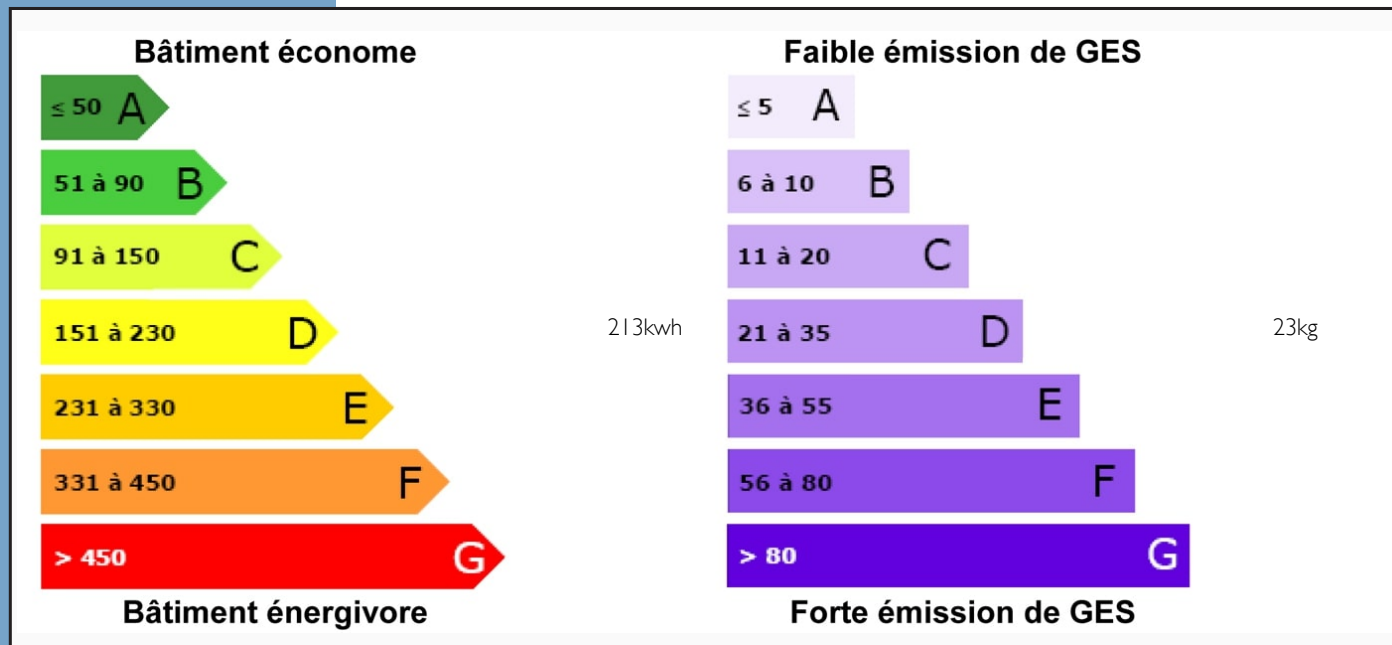 Bâtiment économe
≤ 50 A
51 à 90 B
91 à 150 C
151 à 230 D
231 à 330 E
331 à 450 F
> 450 G
Bâtiment énergivore
213kwh
Faible émission de GES
≤ 5 A
6 à 10 B
11 à 20 C
21 à 35 D
36 à 55 E
56 à 80 F
> 80 G
Forte émission de GES
23kg